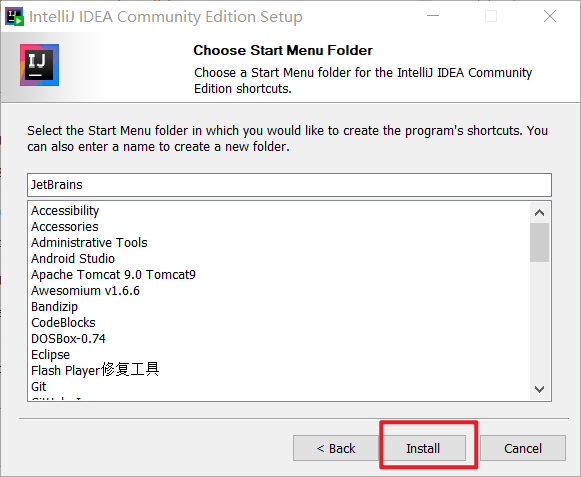 IntelliJ IDEA Community Edition Setup
IJ
Choose Start Menu Folder
Choose a Start Menu folder for the IntelliJ IDEA Community
Edition shortcuts.
Select the Start Menu folder in which you would like to create the program's shortcuts. You
can also enter a name to create a new folder.
JetBrains
Accessibility
Accessories
Administrative Tools
Android Studio
Apache Tomcat 9.0 Tomcat9
Awesomium v1.6.6
Bandizip
CodeBlocks
DOSBox-0.74
Eclipse
Flash Player修复工具
Git
< Back
Install
Cancel